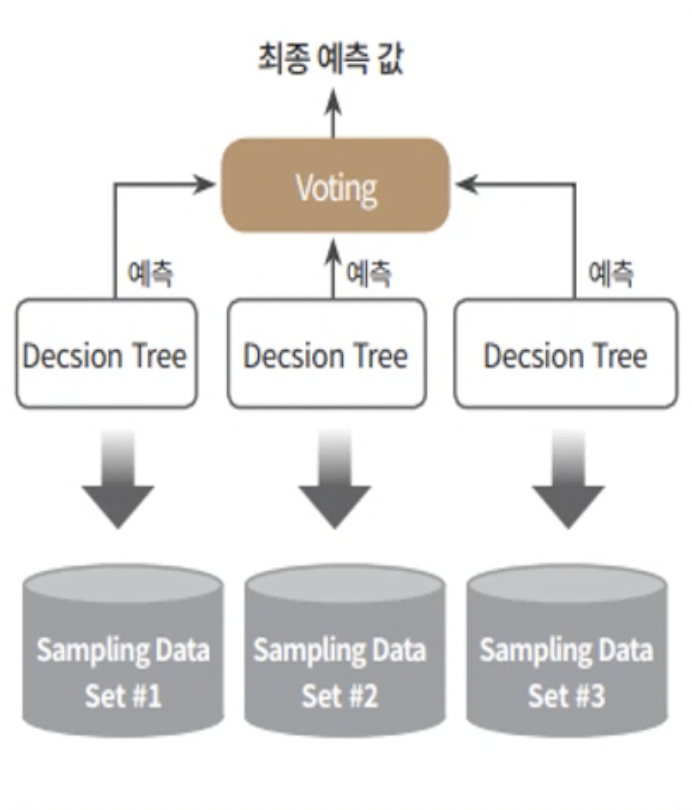 최종 예측 값
Voting
예측 예측 예측
Decsion Tree Decsion Tree Decsion Tree
Sampling Data Sampling Data Sampling Data
Set #1 Set #2 Set #3